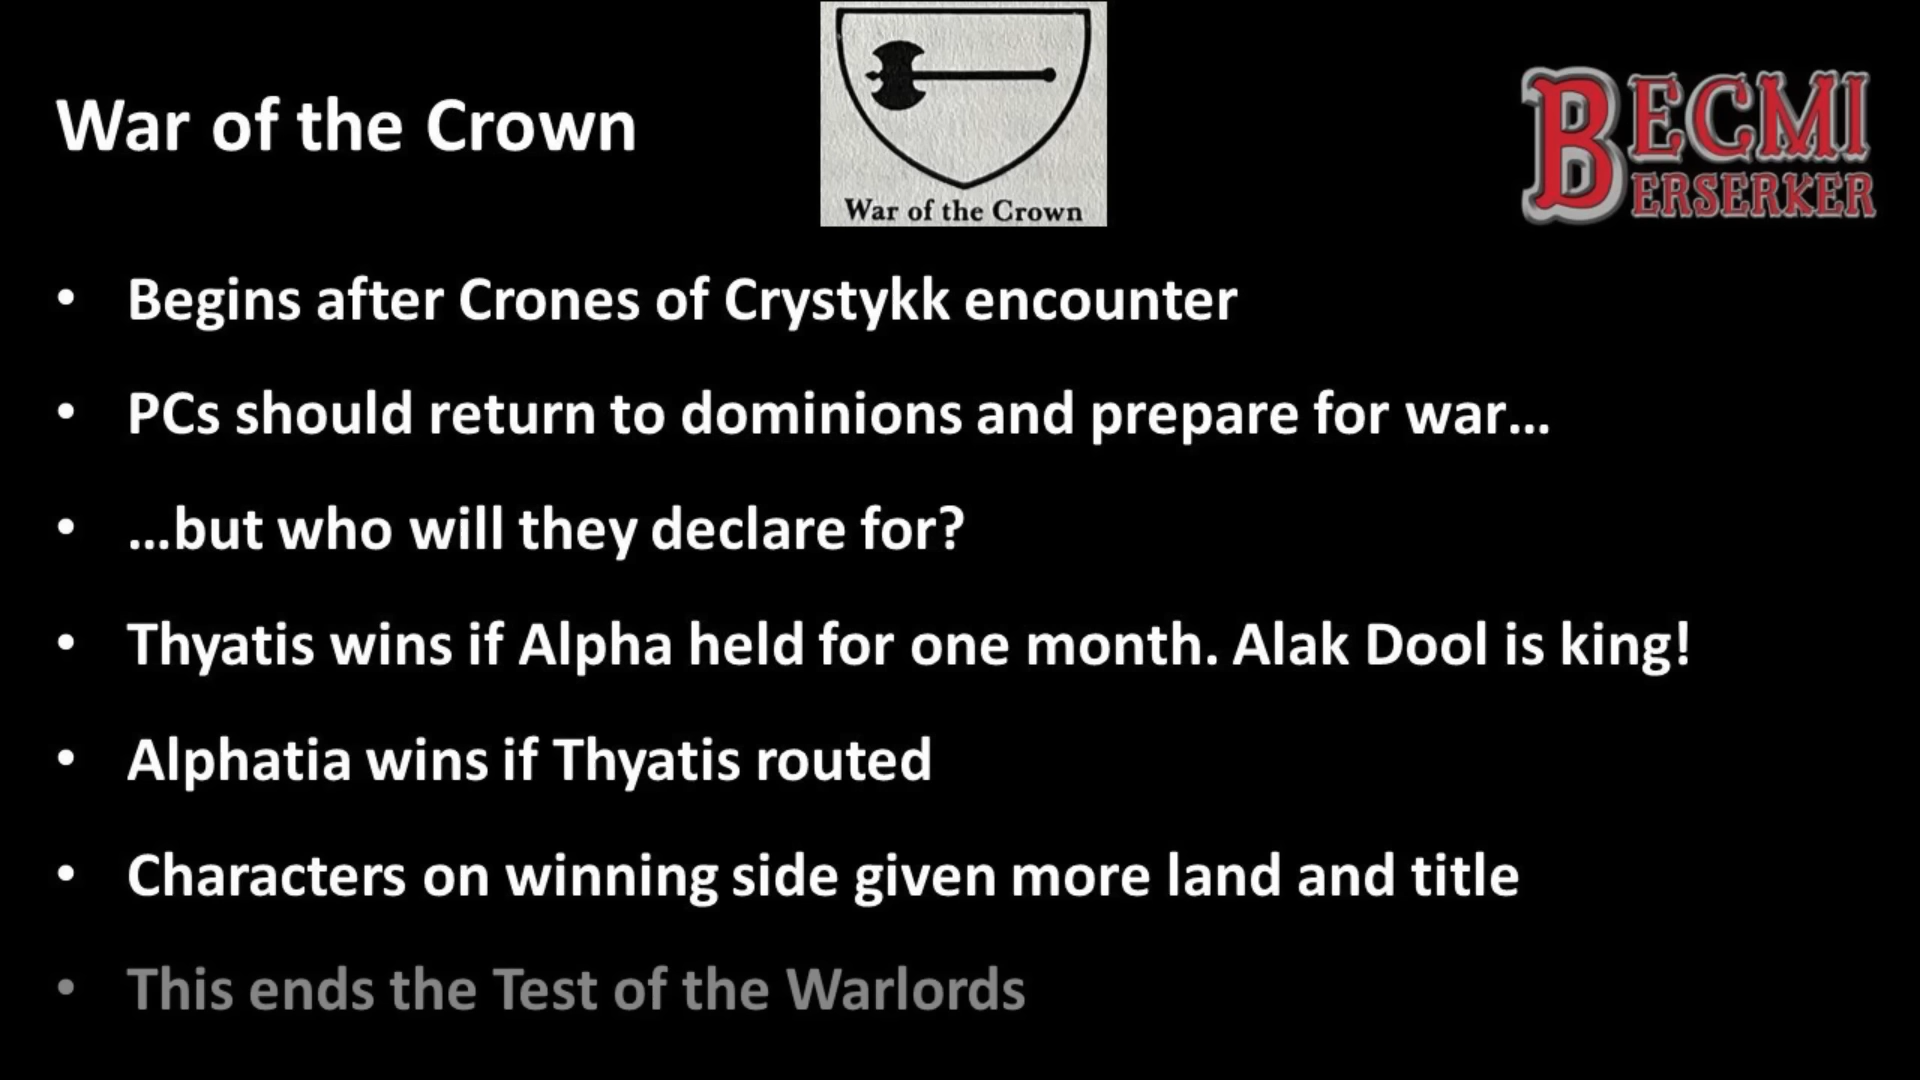 War of the Crown
War of the Crown
BECMI
BERSERKER
• Begins after Crones of Crystykk encounter
• PCs should return to dominions and prepare for war…
• …but who will they declare for?
• Thyatis wins if Alpha held for one month. Alak Dool is king!
• Alphatia wins if Thyatis routed
• Characters on winning side given more land and title
• This ends the Test of the Warlords